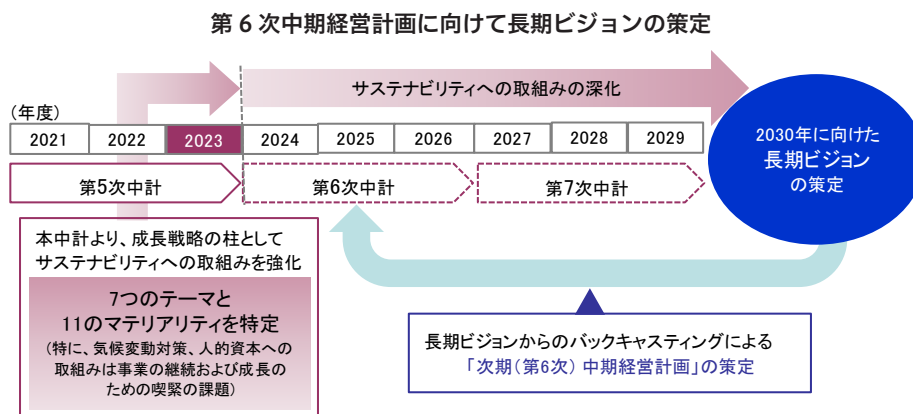 第6次中期経営計画に向けて長期ビジョンの策定
サステナビリティへの取組みの深化
(年度)
2021 2022 2023 2024 2025 2026 2027 2028 2029
第5次中計 第6次中計 第7次中計
2030年に向けた
長期ビジョン
の策定
本中計より、成長戦略の柱として
サステナビリティへの取組みを強化
7つのテーマと
11のマテリアリティを特定
(特に、気候変動対策、人的資本への
取組みは事業の継続および成長の
ための喫緊の課題)
長期ビジョンからのバックキャスティングによる
「次期(第6次) 中期経営計画」の策定